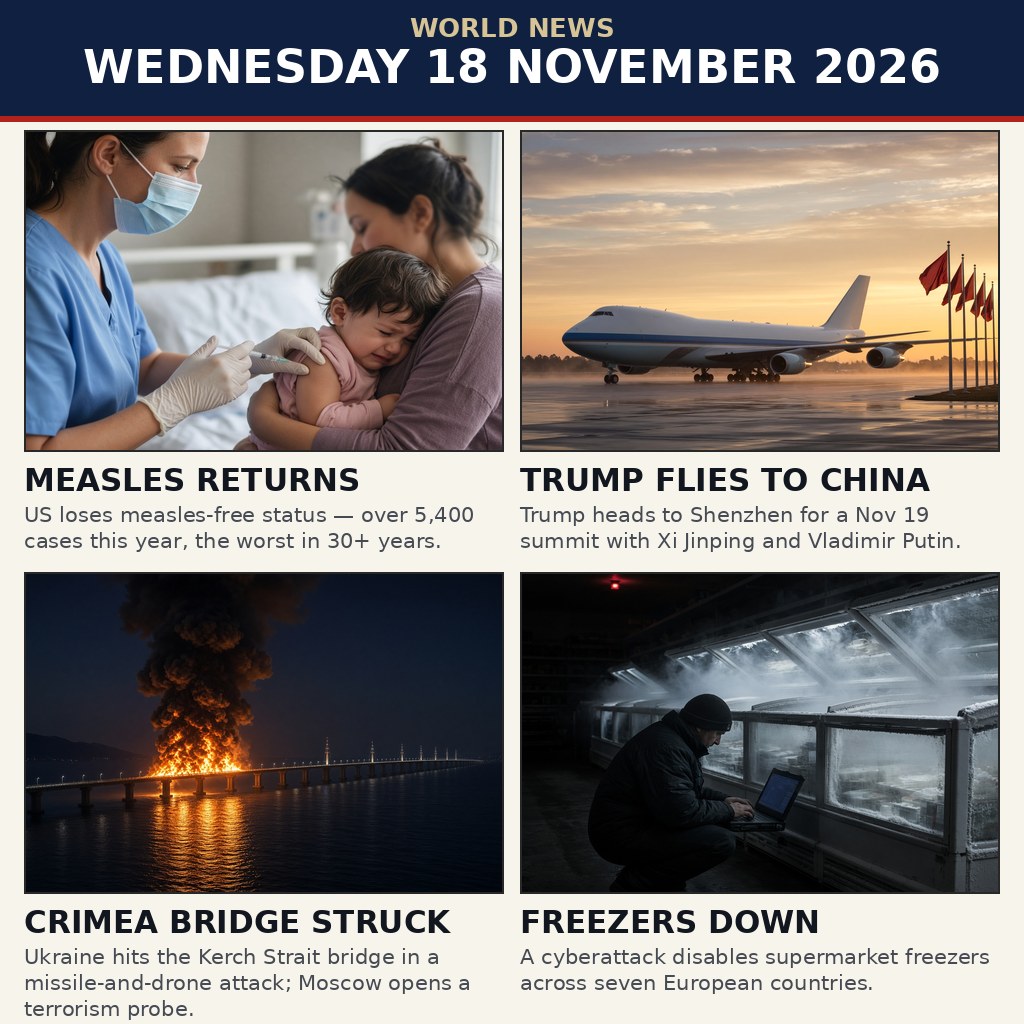 WORLD NEWS
WEDNESDAY 18 NOVEMBER 2026
MEASLES RETURNS
US loses measles-free status — over 5,400
cases this year, the worst in 30+ years.
TRUMP FLIES TO CHINA
Trump heads to Shenzhen for a Nov 19
summit with Xi Jinping and Vladimir Putin.
CRIMEA BRIDGE STRUCK
Ukraine hits the Kerch Strait bridge in a
missile-and-drone attack; Moscow opens a
terrorism probe.
FREEZERS DOWN
A cyberattack disables supermarket freezers
across seven European countries.